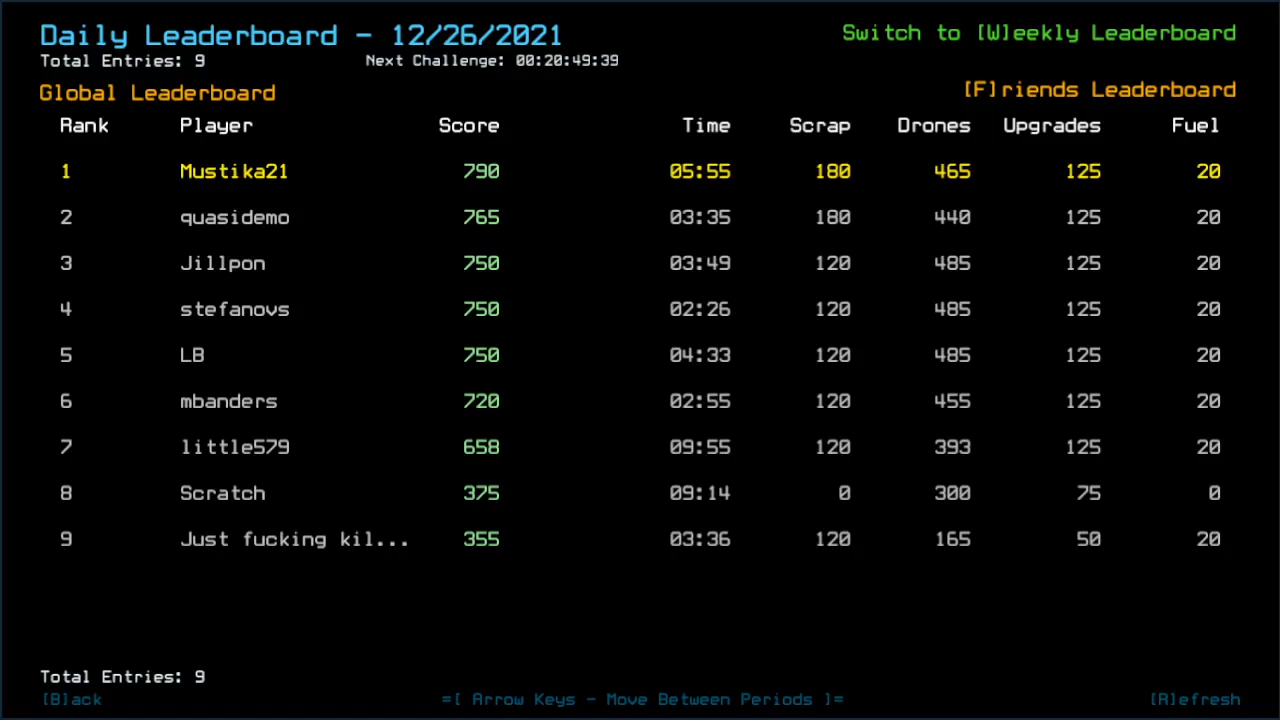 Daily Leaderboard - 12/26/2021 Switch to [W]eekly Leaderboard
Total Entries: 9 Next Challenge: 00:20:49:39
Global Leaderboard [F]riends Leaderboard
Rank Player Score Time Scrap Drones Upgrades Fuel
1 Mustika21 790 05:55 180 465 125 20
2 quasidemo 765 03:35 180 440 125 20
3 Jillpon 750 03:49 120 485 125 20
4 stefanovs 750 02:26 120 485 125 20
5 LB 750 04:33 120 485 125 20
6 mbanders 720 02:55 120 455 125 20
7 little579 658 09:55 120 393 125 20
8 Scratch 375 09:14 0 300 75 0
9 Just fucking kil... 355 03:36 120 165 50 20
Total Entries: 9
[B]ack =[ Arrow Keys - Move Between Periods ]= [R]efresh